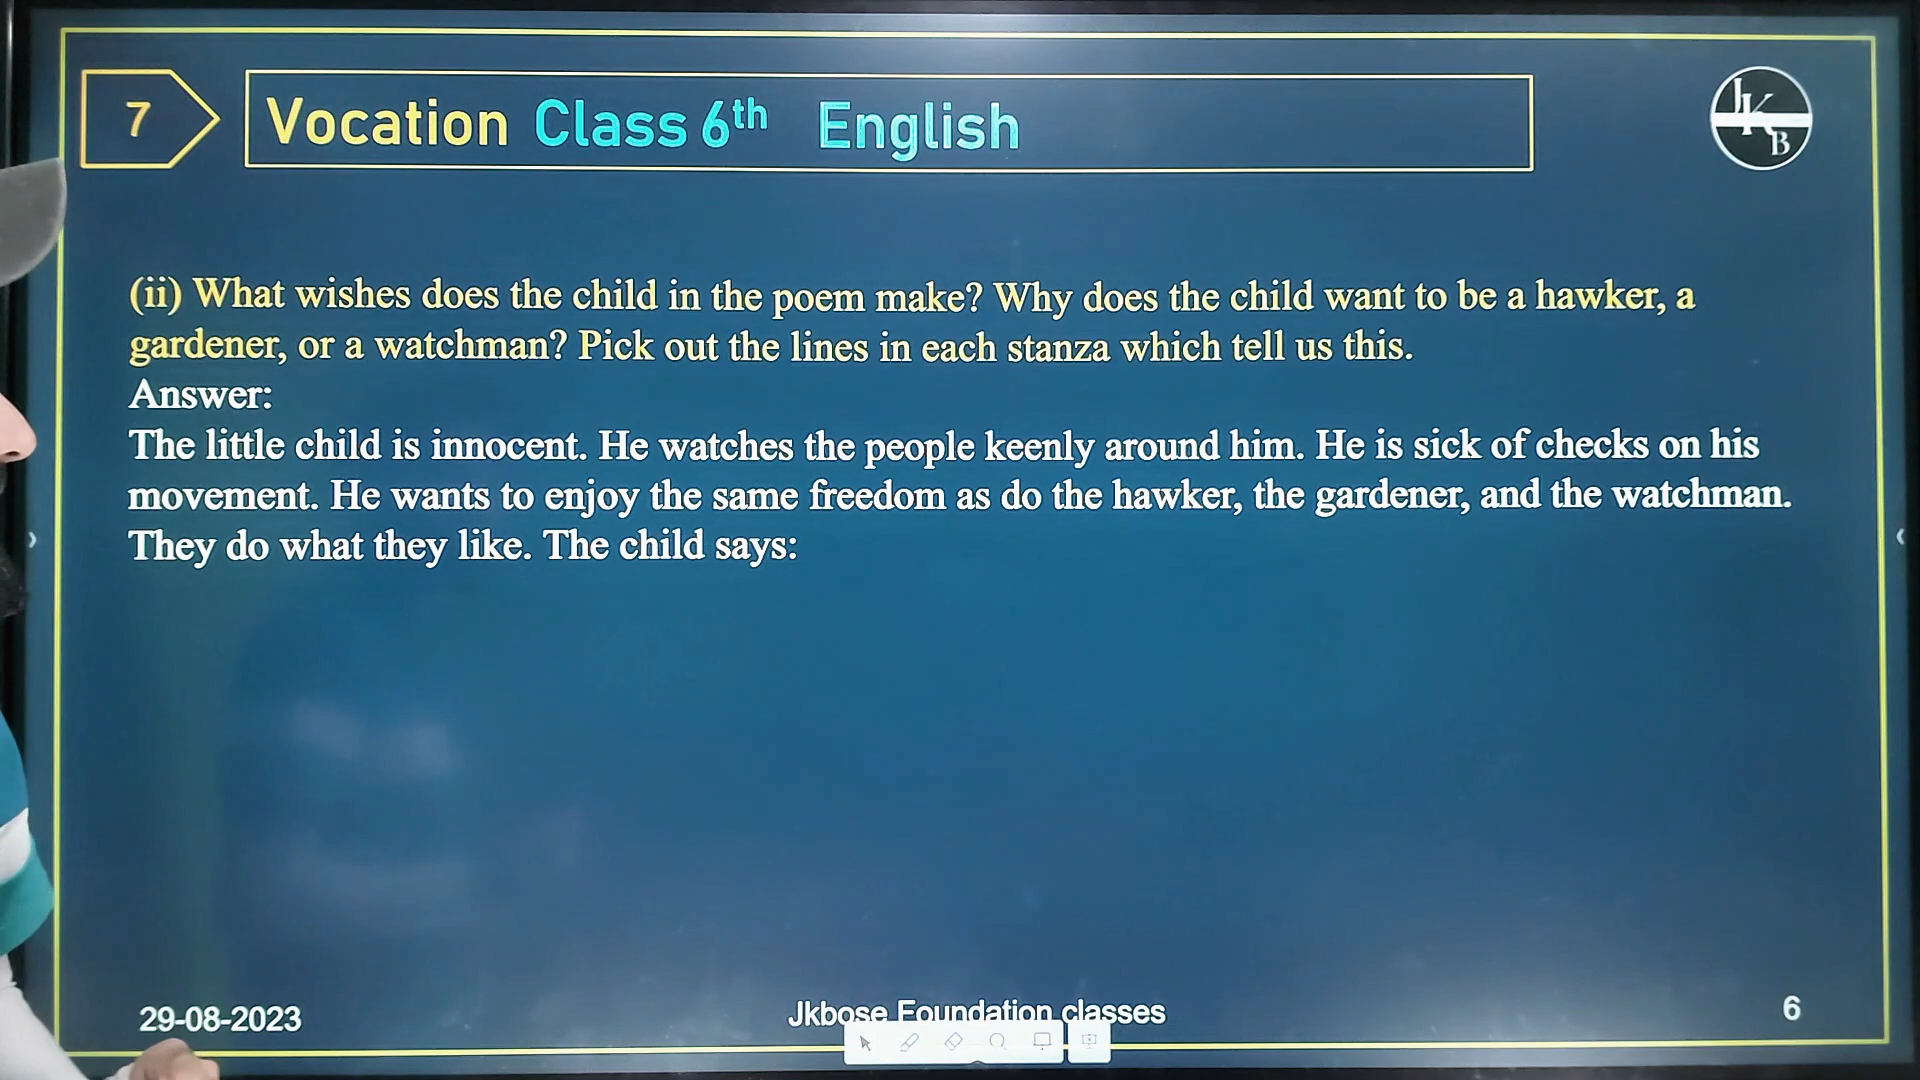 7
Vocation Class 6th English
JKB
(ii) What wishes does the child in the poem make? Why does the child want to be a hawker, a
gardener, or a watchman? Pick out the lines in each stanza which tell us this.
Answer:
The little child is innocent. He watches the people keenly around him. He is sick of checks on his
movement. He wants to enjoy the same freedom as do the hawker, the gardener, and the watchman.
They do what they like. The child says:
29-08-2023
Jkbose Foundation classes
6